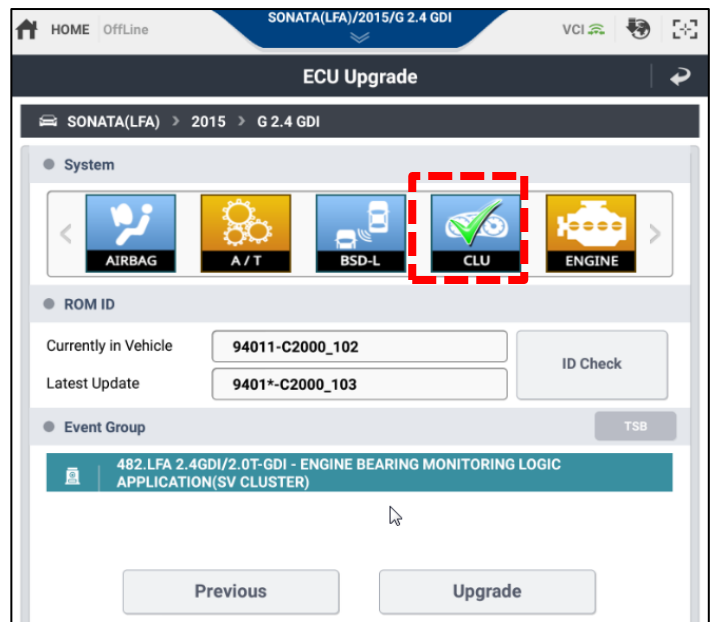 SONATA(LFA)/2015/G 2.4 GDI
HOME OffLine
VCI
ECU Upgrade
SONATA(LFA) > 2015 > G 2.4 GDI
System
< AIRBAG A / T BSD-L CLU ENGINE >
ROM ID
Currently in Vehicle 94011-C2000_102
ID Check
Latest Update 9401*-C2000_103
Event Group TSB
482.LFA 2.4GDI/2.0T-GDI - ENGINE BEARING MONITORING LOGIC
APPLICATION(SV CLUSTER)
Previous Upgrade